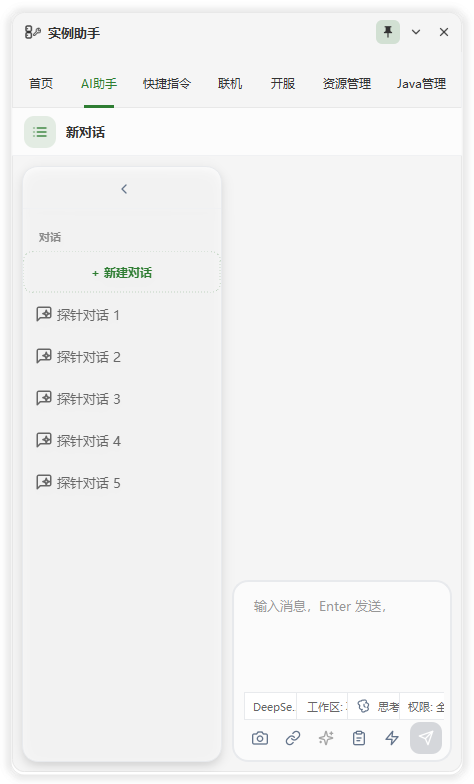 实例助手
首页 AI助手 快捷指令 联机 开服 资源管理 Java管理
新对话
对话
+ 新建对话
探针对话 1
探针对话 2
探针对话 3
探针对话 4
探针对话 5
输入消息，Enter 发送，
DeepSe... 工作区: 思考 权限: 全